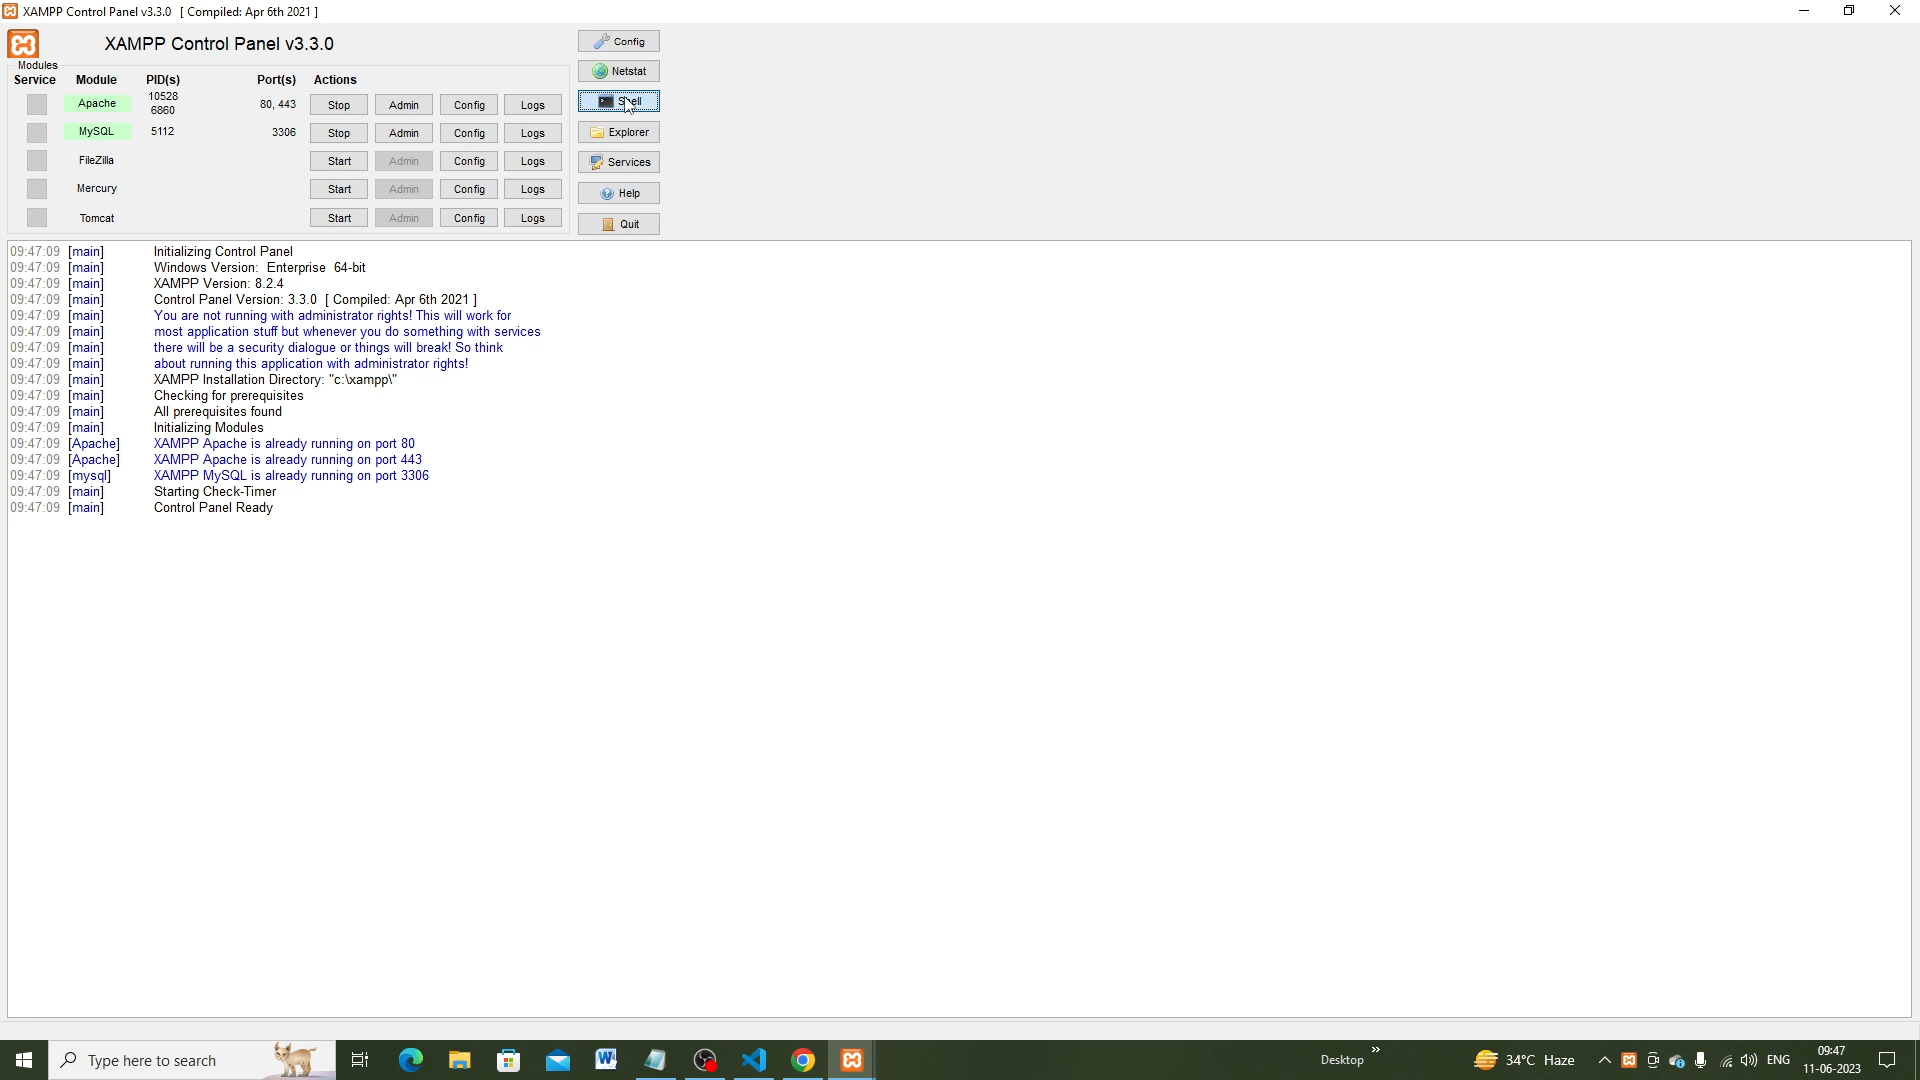 XAMPP Control Panel v3.3.0 [ Compiled: Apr 6th 2021 ]
XAMPP Control Panel v3.3.0
Config
Modules
Service Module PID(s) Port(s) Actions
Netstat
Apache 10528 6860 80, 443 Stop Admin Config Logs
Shell
MySQL 5112 3306 Stop Admin Config Logs
Explorer
FileZilla Start Admin Config Logs
Services
Mercury Start Admin Config Logs
Help
Tomcat Start Admin Config Logs
Quit
09:47:09 [main] Initializing Control Panel
09:47:09 [main] Windows Version: Enterprise 64-bit
09:47:09 [main] XAMPP Version: 8.2.4
09:47:09 [main] Control Panel Version: 3.3.0 [ Compiled: Apr 6th 2021 ]
09:47:09 [main] You are not running with administrator rights! This will work for
09:47:09 [main] most application stuff but whenever you do something with services
09:47:09 [main] there will be a security dialogue or things will break! So think
09:47:09 [main] about running this application with administrator rights!
09:47:09 [main] XAMPP Installation Directory: "c:\xampp\"
09:47:09 [main] Checking for prerequisites
09:47:09 [main] All prerequisites found
09:47:09 [main] Initializing Modules
09:47:09 [Apache] XAMPP Apache is already running on port 80
09:47:09 [Apache] XAMPP Apache is already running on port 443
09:47:09 [mysql] XAMPP MySQL is already running on port 3306
09:47:09 [main] Starting Check-Timer
09:47:09 [main] Control Panel Ready
Type here to search
Desktop
34°C Haze
ENG
09:47
11-06-2023